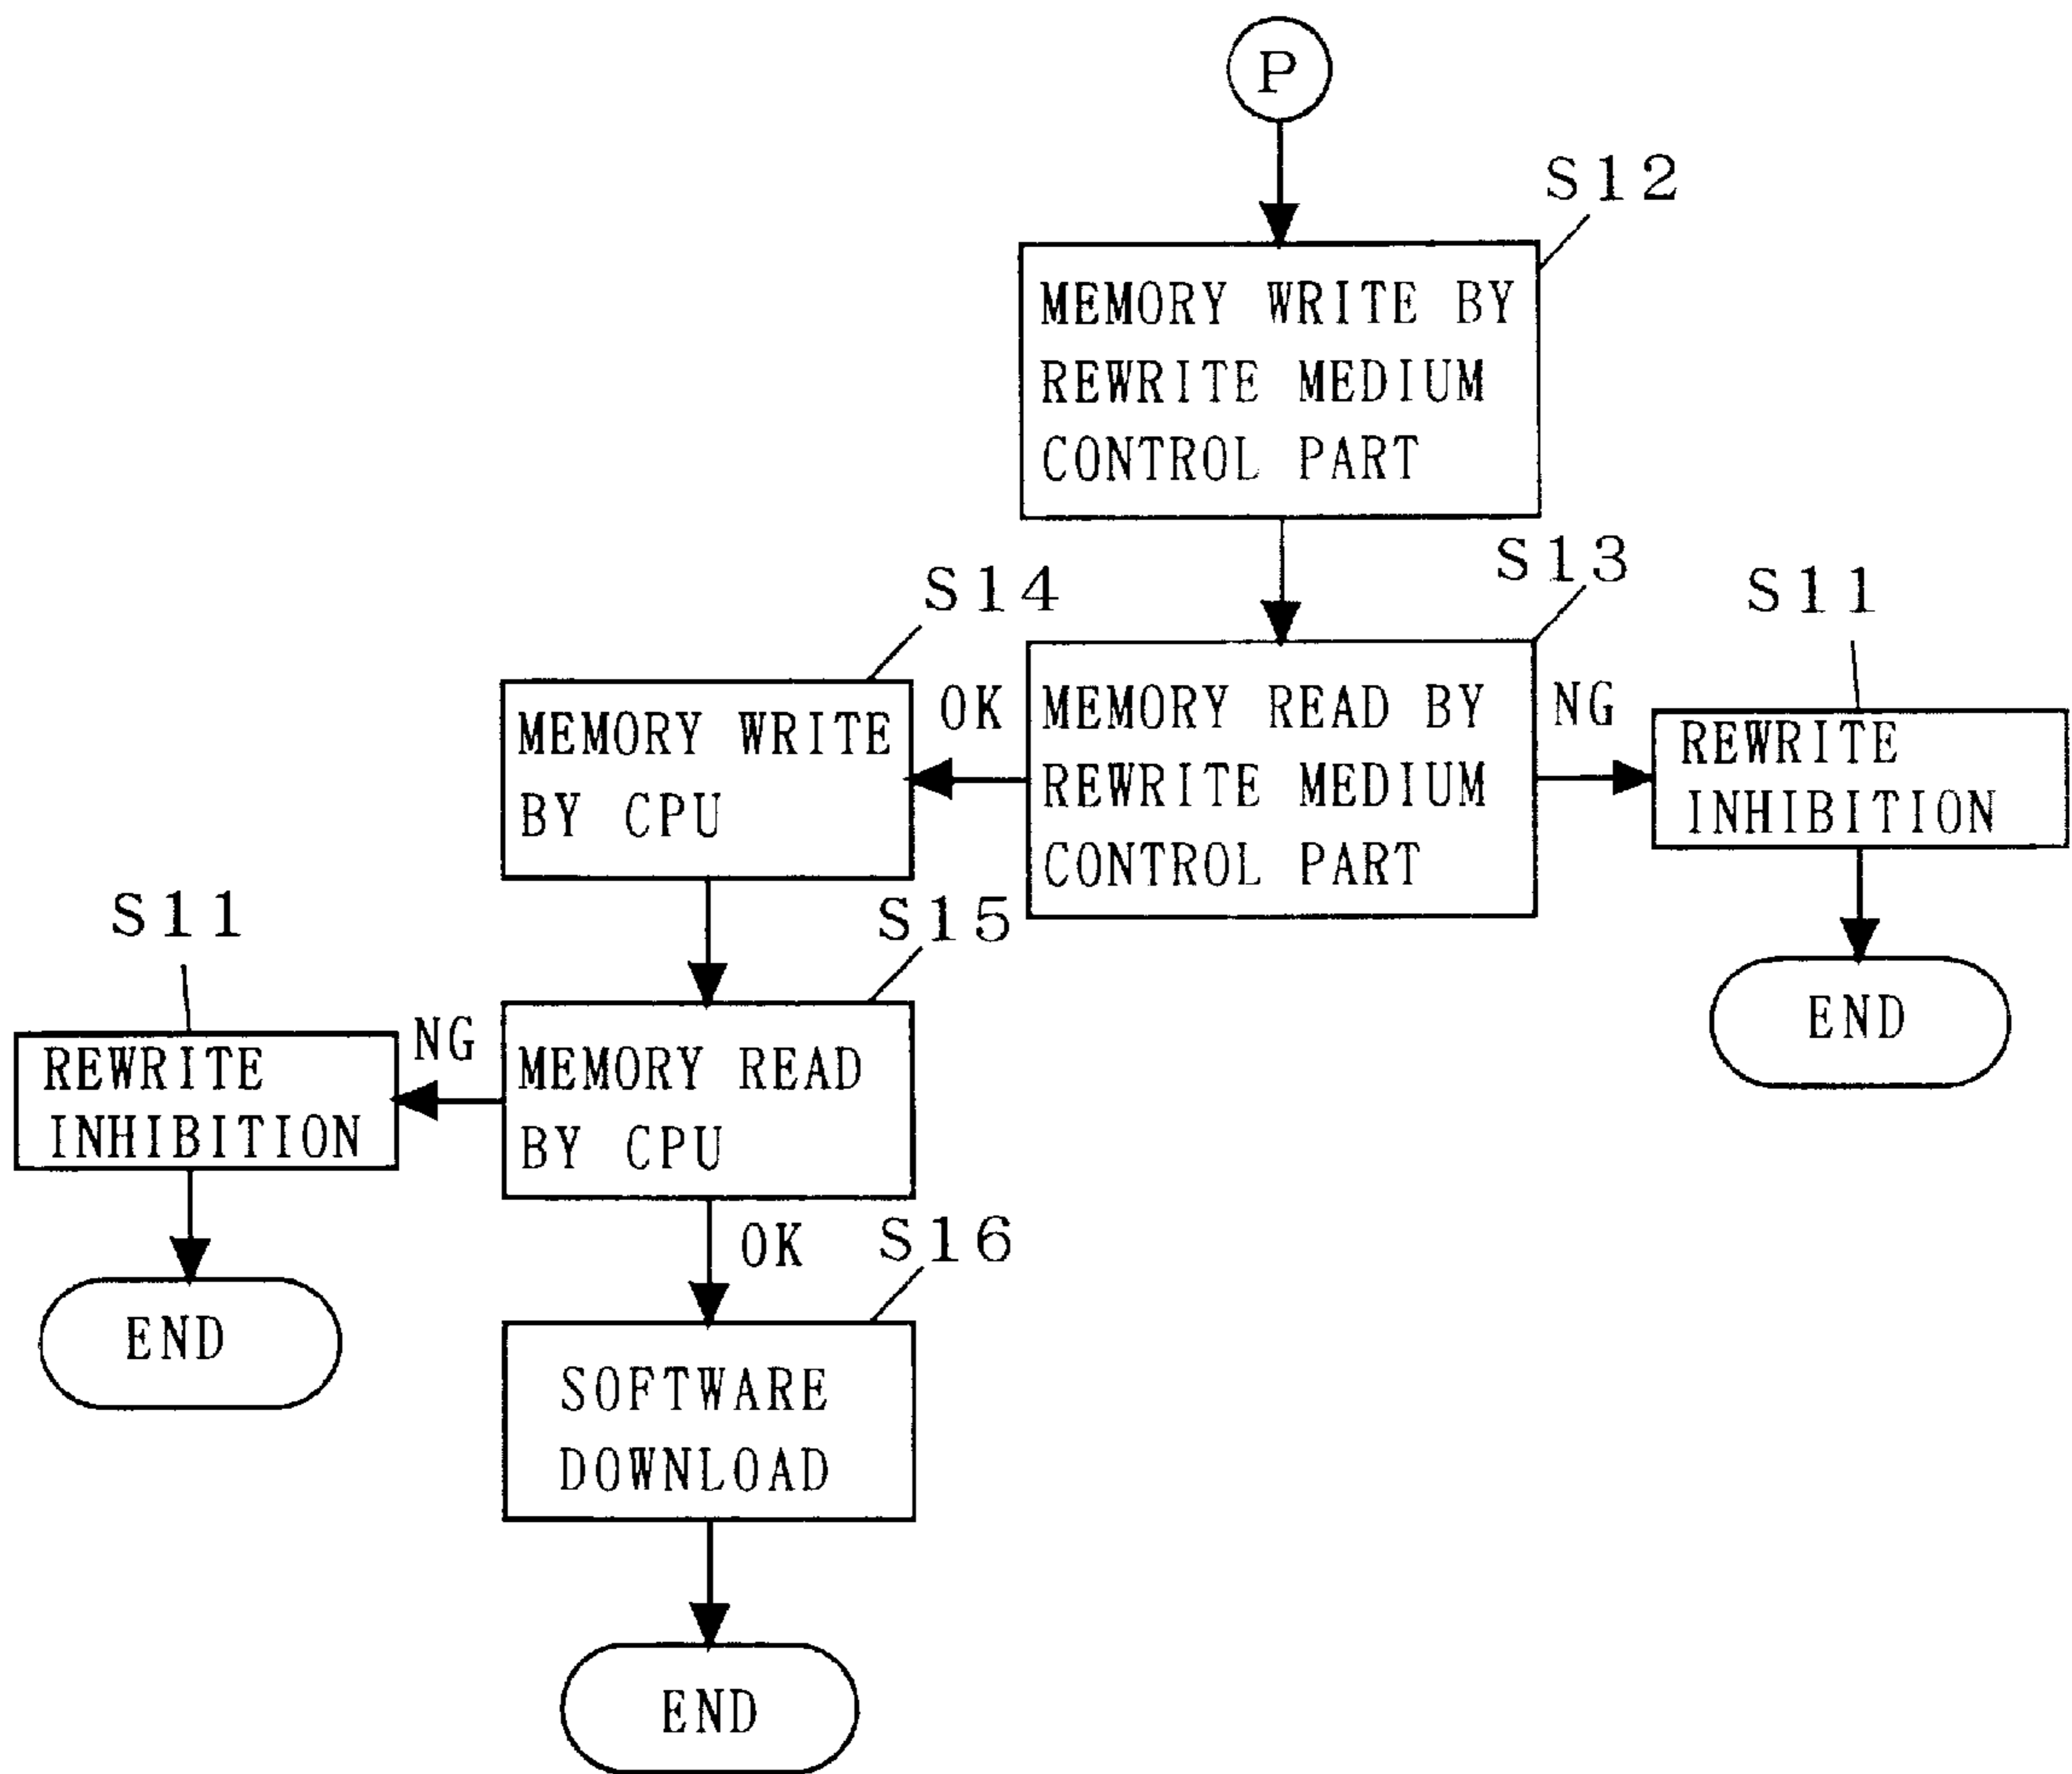 P
S12
MEMORY WRITE BY
REWRITE MEDIUM
CONTROL PART
S13
MEMORY READ BY
REWRITE MEDIUM
CONTROL PART
NG
S11
REWRITE
INHIBITION
END
OK
S14
MEMORY WRITE
BY CPU
S15
MEMORY READ
BY CPU
NG
S11
REWRITE
INHIBITION
END
OK
S16
SOFTWARE
DOWNLOAD
END